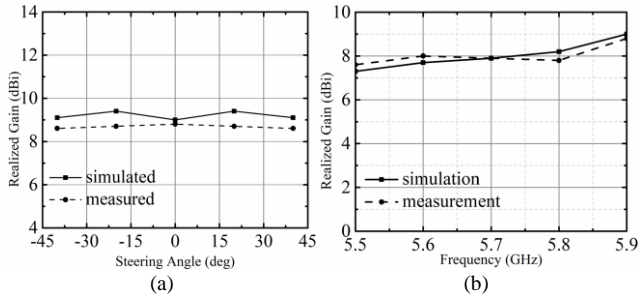 Realized Gain (dBi)
14
12
10
8
6
4
simulated
measured
-45 -30 -15 0 15 30 45
Steering Angle (deg)
(a)
Realized Gain (dBi)
10
8
6
4
2
0
simulation
measurement
5.5 5.6 5.7 5.8 5.9
Frequency (GHz)
(b)